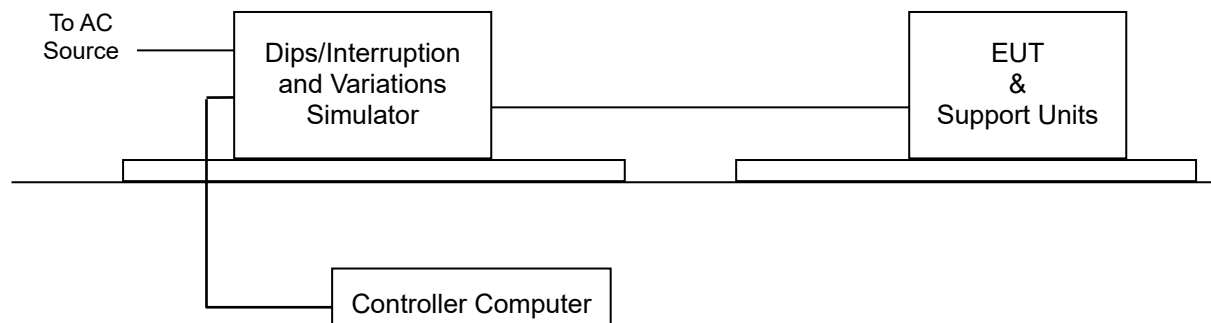 To AC
Source
Dips/Interruption
and Variations
Simulator
EUT
&
Support Units
Controller Computer